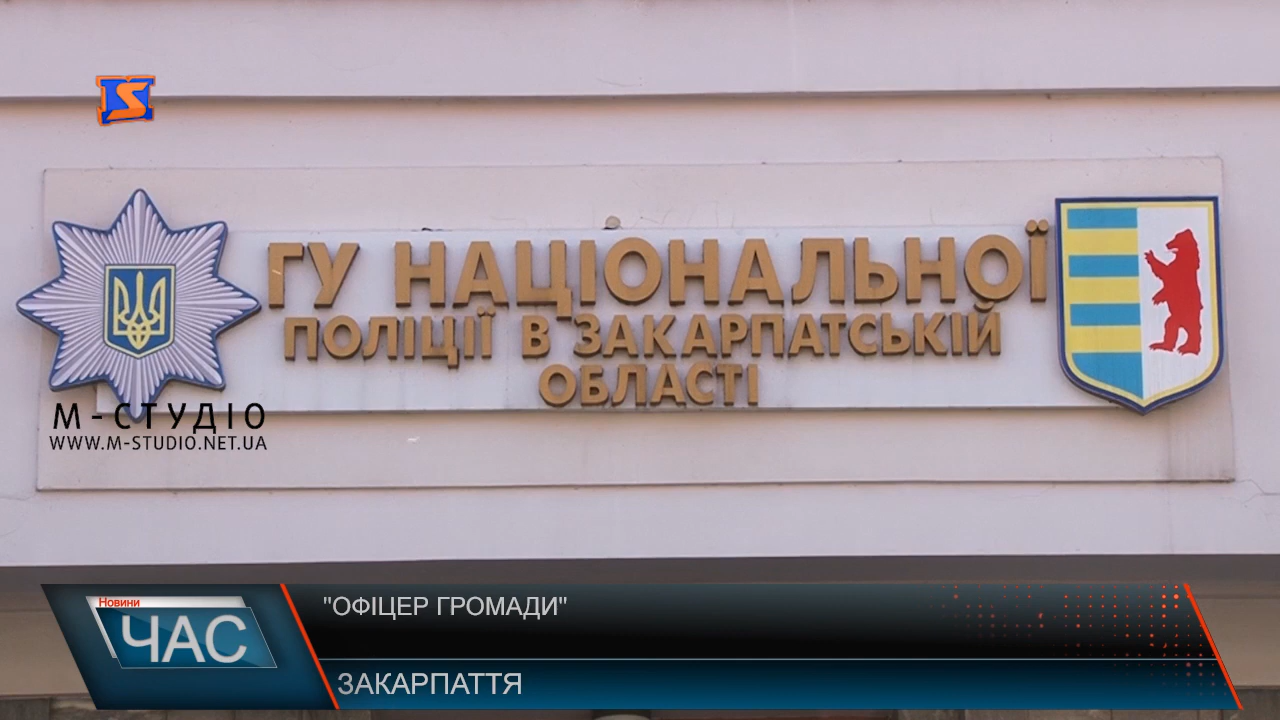 ГУ НАЦІОНАЛЬНОЇ
ПОЛІЦІЇ В ЗАКАРПАТСЬКІЙ
ОБЛАСТІ
М-СТУДІО
WWW.M-STUDIO.NET.UA
Новини
ЧАС
"ОФІЦЕР ГРОМАДИ"
ЗАКАРПАТТЯ